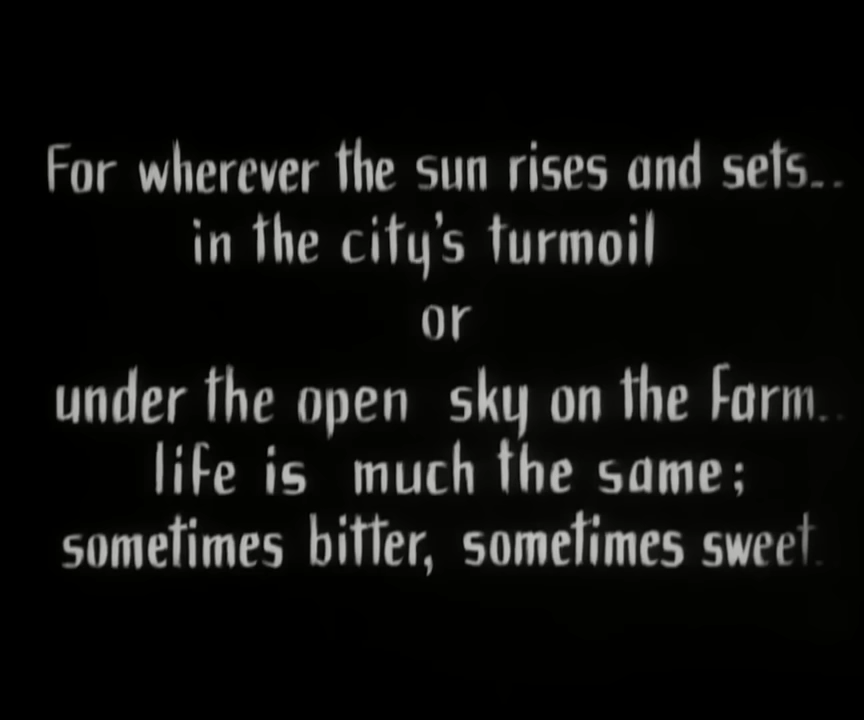 For wherever the sun rises and sets..
in the city's turmoil
or
under the open sky on the farm..
life is much the same;
sometimes bitter, sometimes sweet.